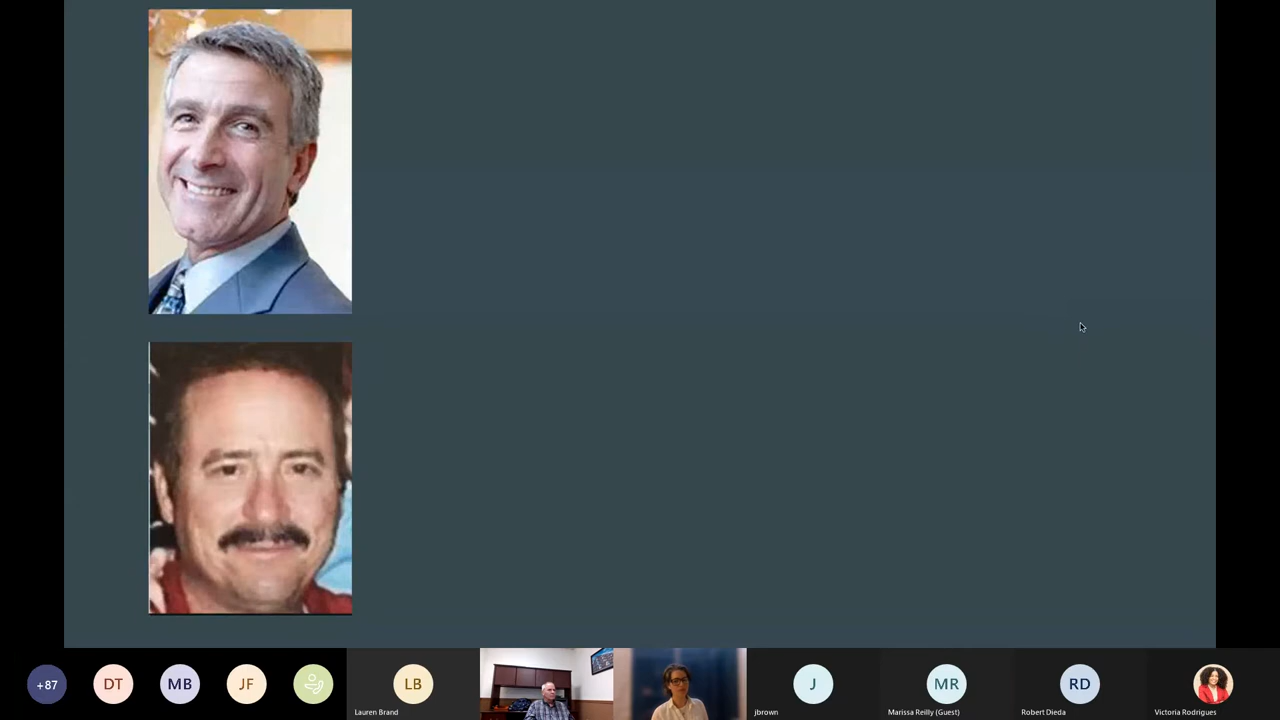 +87
DT
MB
JF
LB
Lauren Brand
J
jbrown
MR
Marissa Reilly (Guest)
RD
Robert Dieda
Victoria Rodrigues